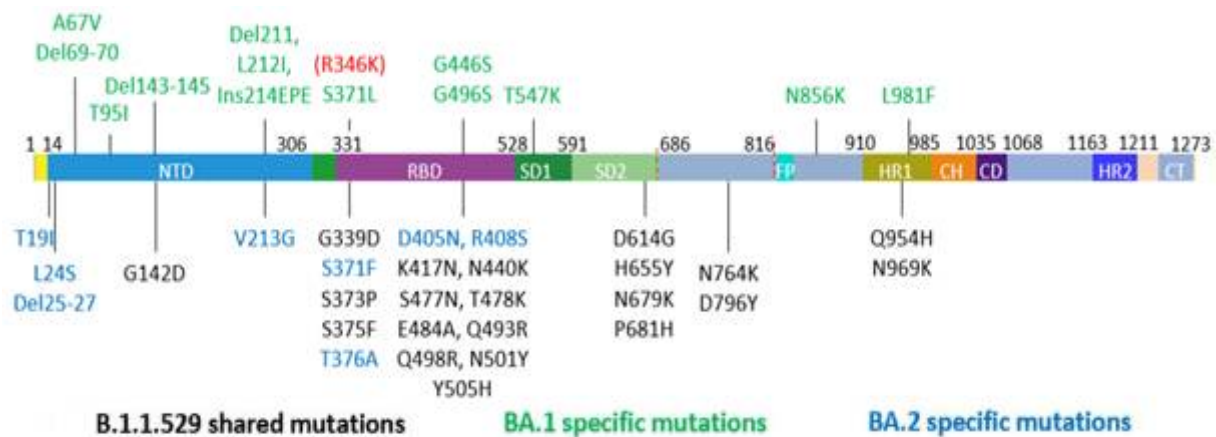 A67V
Del69-70
T95I
Del143-145
Del211,
L212I,
Ins214EPE
(R346K)
S371L
G446S
G496S
T547K
N856K
L981F
1 14 306 331 528 591 686 816 910 985 1035 1068 1163 1211 1273
NTD RBD SD1 SD2 FP HR1 CH CD HR2 CT
T19I
L24S
Del25-27
G142D
V213G
G339D
S371F
S373P
S375F
T376A
D405N, R408S
K417N, N440K
S477N, T478K
E484A, Q493R
Q498R, N501Y
Y505H
D614G
H655Y
N679K
P681H
N764K
D796Y
Q954H
N969K
B.1.1.529 shared mutations BA.1 specific mutations BA.2 specific mutations